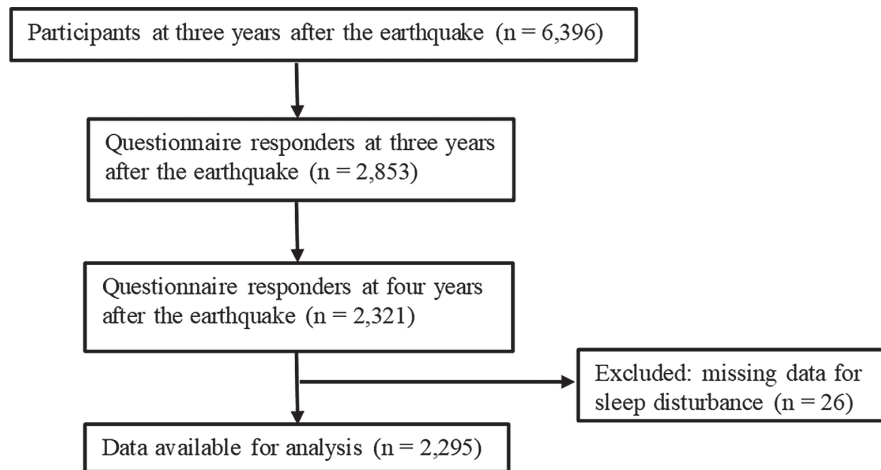 Participants at three years after the earthquake (n = 6,396)
Questionnaire responders at three years
after the earthquake (n = 2,853)
Questionnaire responders at four years
after the earthquake (n = 2,321)
Excluded: missing data for
sleep disturbance (n = 26)
Data available for analysis (n = 2,295)